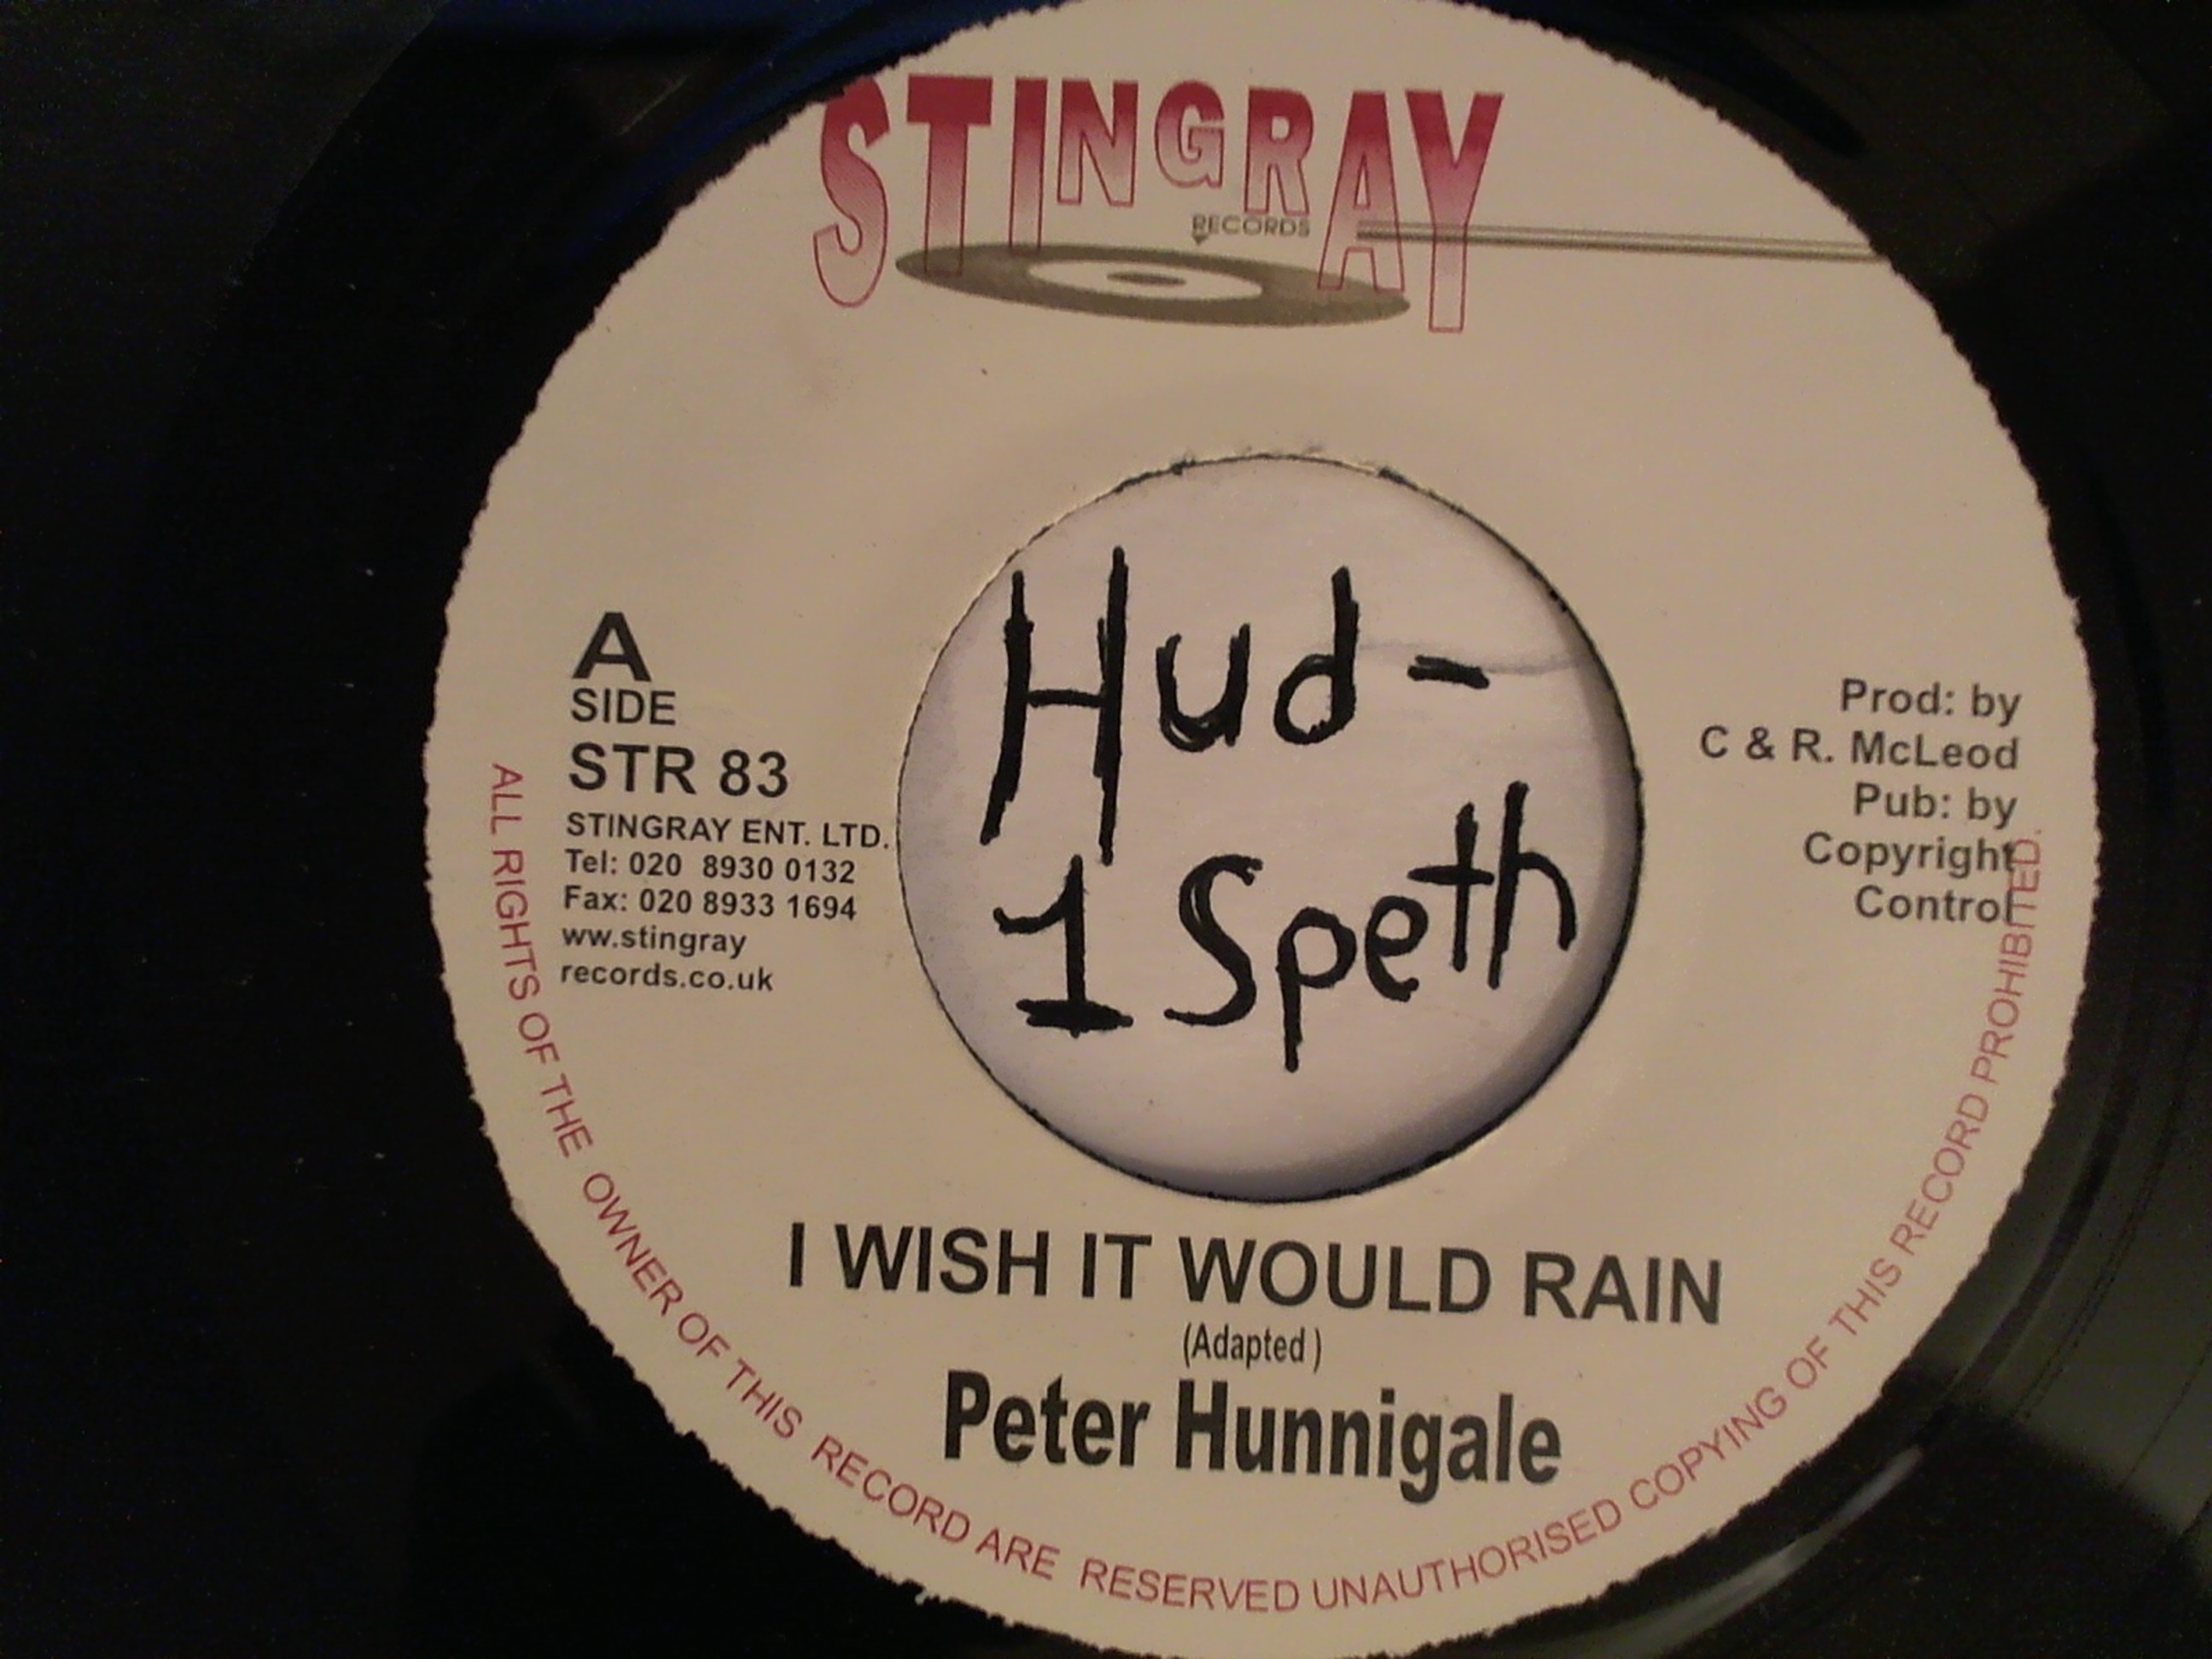 STINGRAY
RECORDS
A
SIDE
STR 83
STINGRAY ENT. LTD.
Tel: 020 8930 0132
Fax: 020 8933 1694
ww.stingray
records.co.uk
Hud-
1 Speth
Prod: by
C & R. McLeod
Pub: by
Copyright
Control
I WISH IT WOULD RAIN
(Adapted )
Peter Hunnigale
ALL RIGHTS OF THE OWNER OF THIS RECORD ARE RESERVED UNAUTHORISED COPYING OF THIS RECORD PROHIBITED.